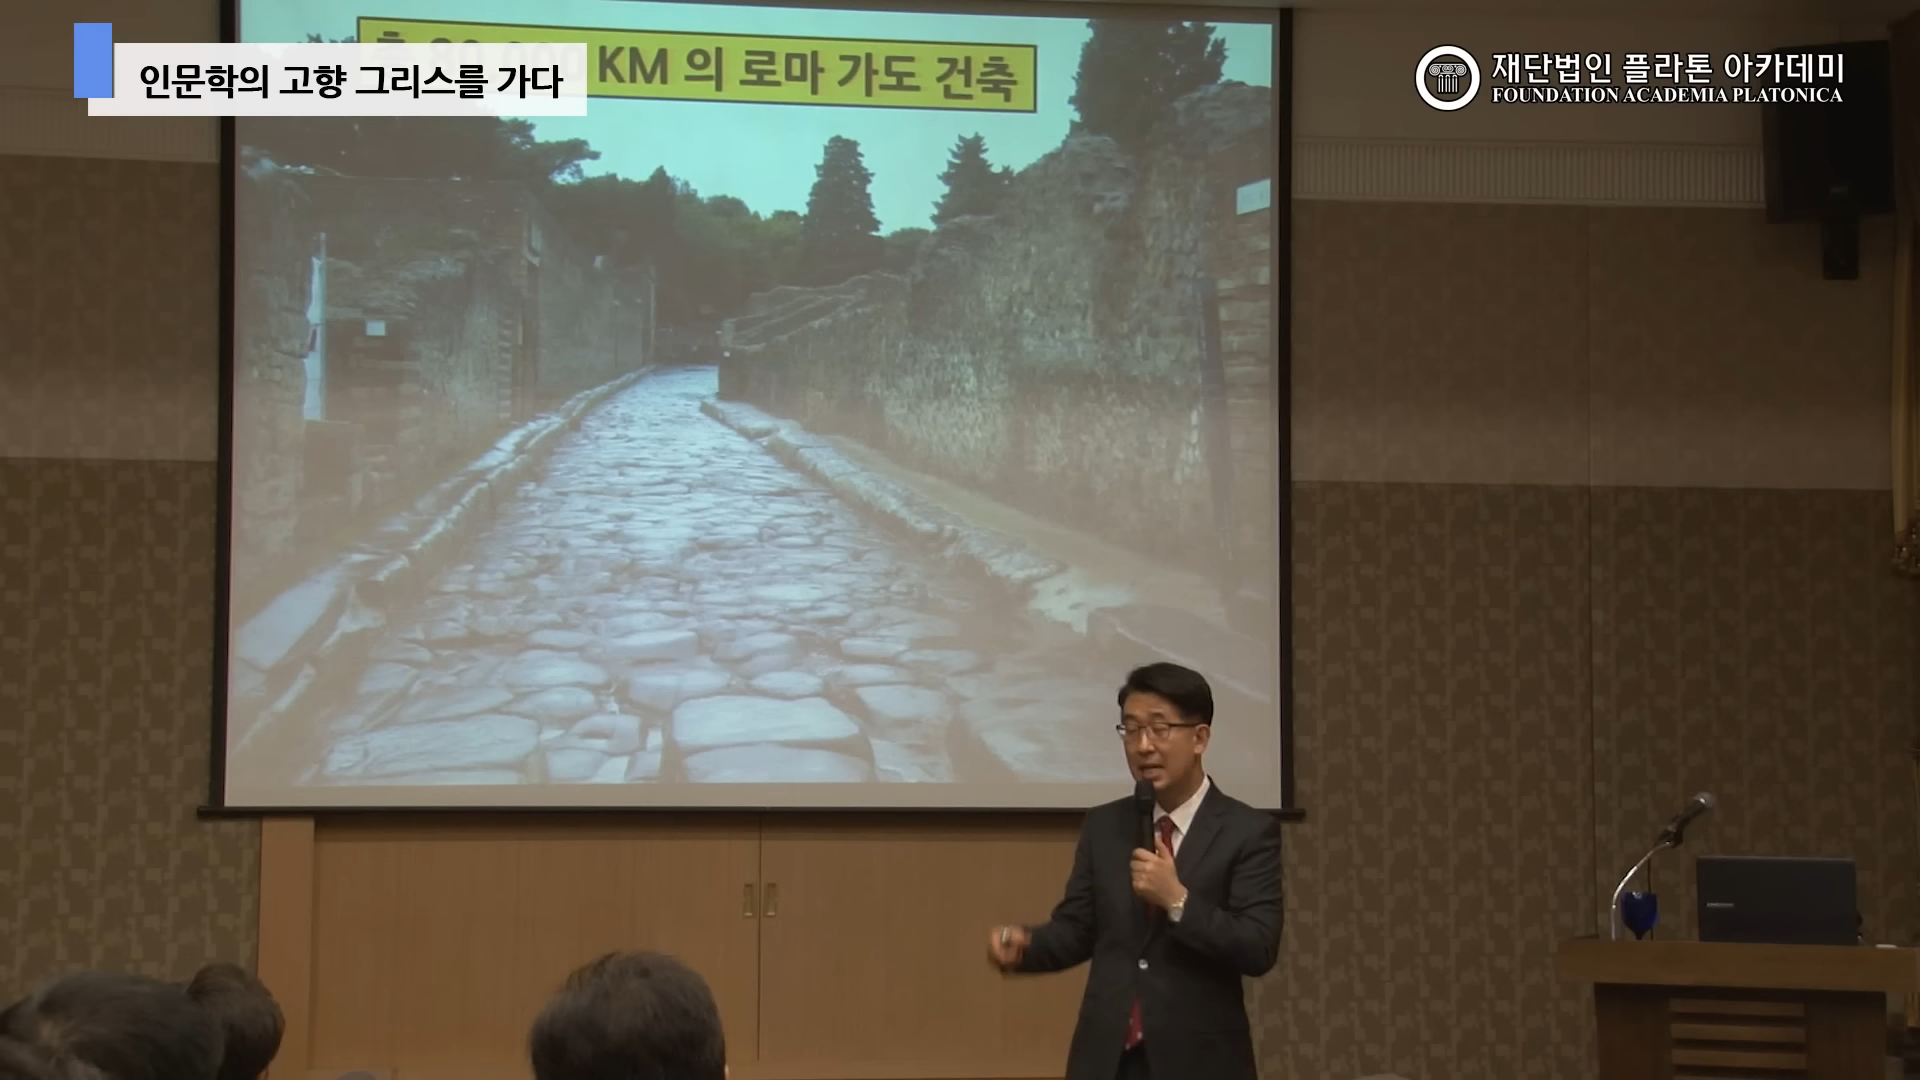 인문학의 고향 그리스를 가다
KM 의 로마 가도 건축
재단법인 플라톤 아카데미
FOUNDATION ACADEMIA PLATONICA
SAMSUNG